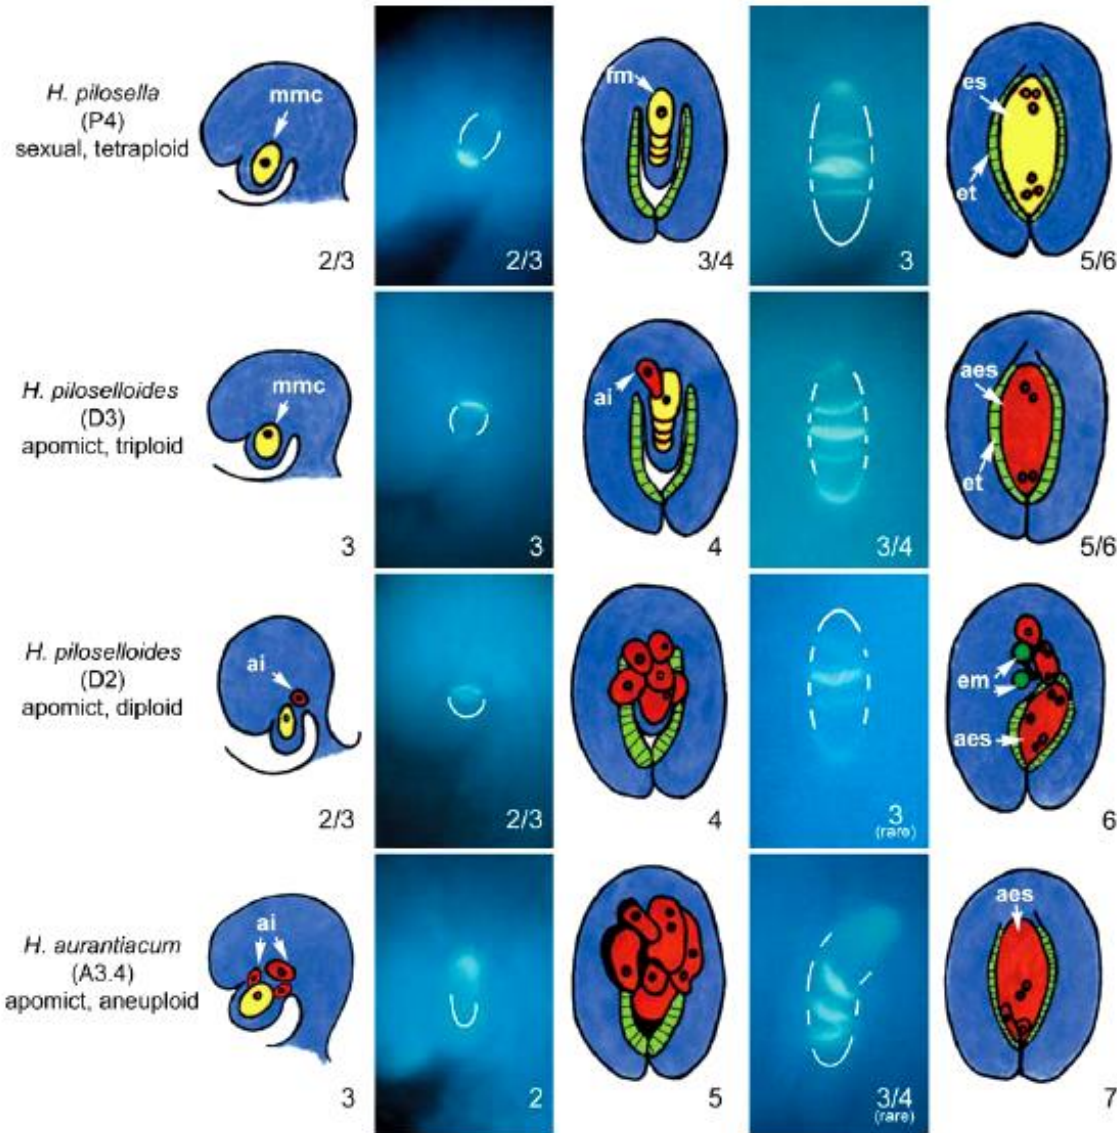 H. pilosella
(P4)
sexual, tetraploid
mmc
2/3
2/3
fm
3/4
3
es
et
5/6
H. piloselloides
(D3)
apomict, triploid
mmc
3
3
ai
4
3/4
aes
et
5/6
H. piloselloides
(D2)
apomict, diploid
ai
2/3
2/3
4
3
(rare)
em
aes
6
H. aurantiacum
(A3.4)
apomict, aneuploid
ai
3
2
5
3/4
(rare)
aes
7